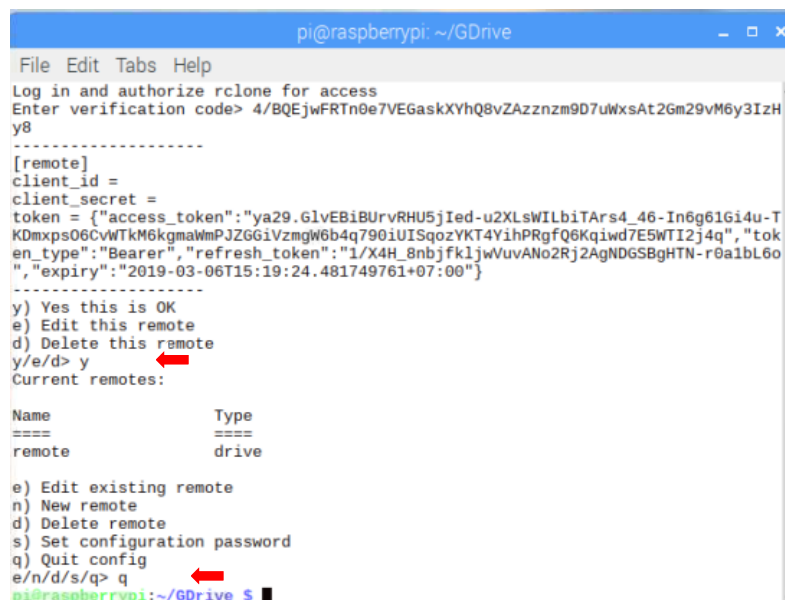 pi@raspberrypi: ~/GDrive
File Edit Tabs Help
Log in and authorize rclone for access
Enter verification code> 4/BQEjwFRTn0e7VEGaskXYhQ8vZAzznzm9D7uWxsAt2Gm29vM6y3IzH
y8
--------------------
[remote]
client_id =
client_secret =
token = {"access_token":"ya29.GlvEBiBUrvRHU5jIed-u2XLsWILbiTArs4_46-In6g61Gi4u-T
KDmxpsO6CvWTkM6kgmaWmPJZGGiVzmgW6b4q790iUISqozYKT4YihPRgfQ6Kqiwd7E5WTI2j4q","tok
en_type":"Bearer","refresh_token":"1/X4H_8nbjfkljwVuvANo2Rj2AgNDGSBgHTN-r0a1bL6o
","expiry":"2019-03-06T15:19:24.481749761+07:00"}
--------------------
y) Yes this is OK
e) Edit this remote
d) Delete this remote
y/e/d> y
Current remotes:
Name Type
==== ====
remote drive
e) Edit existing remote
n) New remote
d) Delete remote
s) Set configuration password
q) Quit config
e/n/d/s/q> q
pi@raspberrypi:~/GDrive $